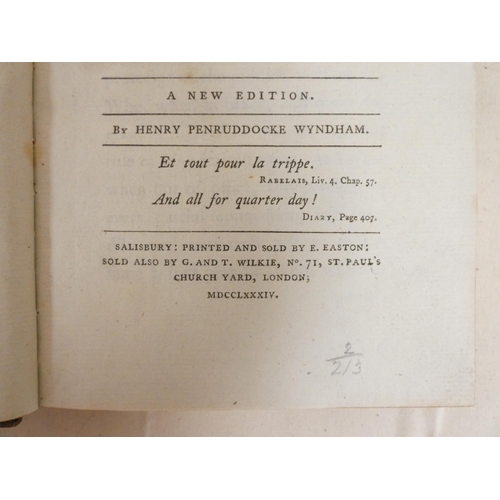 A NEW EDITION.
By HENRY PENRUDDOCKE WYNDHAM.
Et tout pour la trippe.
RABELAIS, Liv. 4. Chap. 57.
And all for quarter day!
DIARY, Page 407.
SALISBURY: PRINTED AND SOLD BY E. EASTON:
SOLD ALSO BY G. AND T. WILKIE, No. 71, ST. PAUL'S
CHURCH YARD, LONDON;
MDCCLXXXIV.
2
2/3